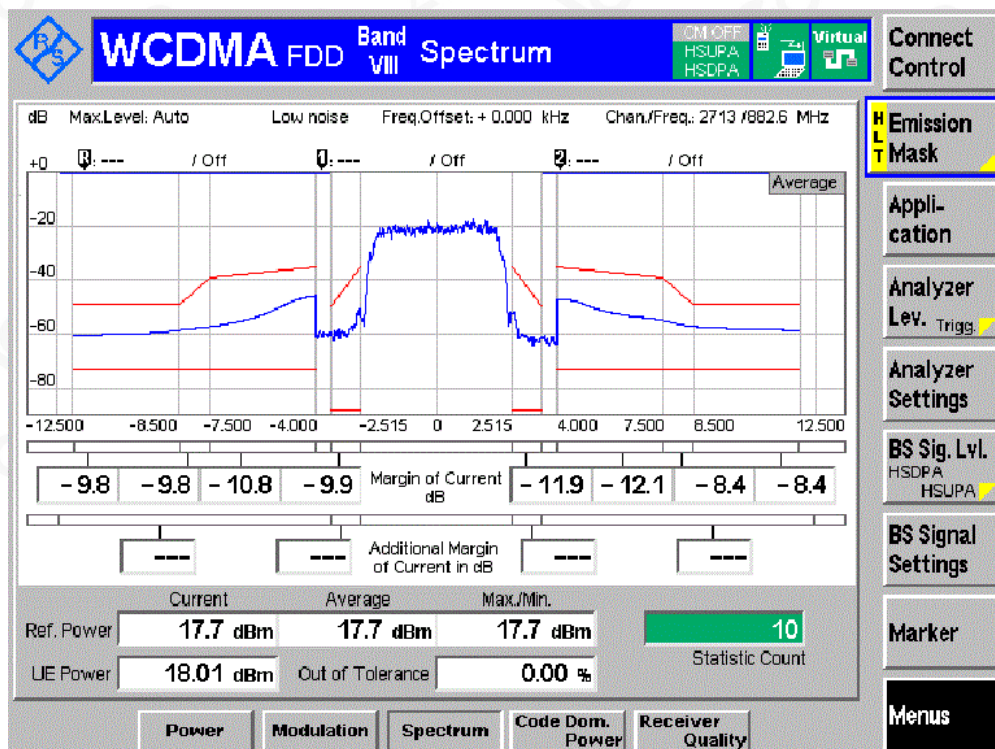 R S
WCDMA FDD Band VIII Spectrum
CM OFF
HSUPA
HSDPA
Virtual
Connect Control
dB Max.Level: Auto Low noise Freq.Offset: + 0.000 kHz Chan./Freq.: 2713 /882.6 MHz
R: --- / Off 1: --- / Off 2: --- / Off
Average
+0
-20
-40
-60
-80
-12.500 -8.500 -7.500 -4.000 -2.515 0 2.515 4.000 7.500 8.500 12.500
-9.8 -9.8 -10.8 -9.9 Margin of Current dB -11.9 -12.1 -8.4 -8.4
--- --- Additional Margin of Current in dB --- ---
Current Average Max./Min.
Ref. Power 17.7 dBm 17.7 dBm 17.7 dBm 10
Statistic Count
UE Power 18.01 dBm Out of Tolerance 0.00 %
HLT
Emission Mask
Appli-
cation
Analyzer
Lev. Trigg.
Analyzer
Settings
BS Sig. Lvl.
HSDPA
HSUPA
BS Signal
Settings
Marker
Menus
Power Modulation Spectrum Code Dom. Power Receiver Quality